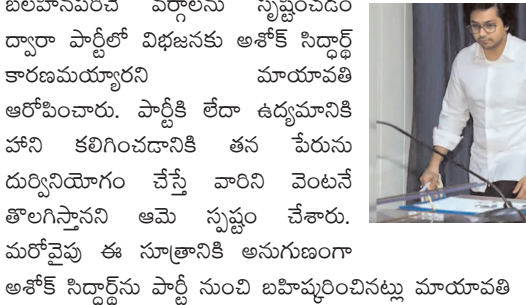 బలహీనపరిచే వర్గాలను సృష్టించడం
ద్వారా పార్టీలో విభజనకు అశోక్ సిద్ధార్థ్
కారణమయ్యారని మాయావతి
ఆరోపించారు. పార్టీకి లేదా ఉద్యమానికి
హాని కలిగించడానికి తన పేరును
దుర్వినియోగం చేస్తే వారిని వెంటనే
తొలగిస్తానని ఆమె స్పష్టం చేశారు.
మరోవైపు ఈ సూత్రానికి అనుగుణంగా
అశోక్ సిద్ధార్థ్‌ను పార్టీ నుంచి బహిష్కరించినట్లు మాయావతి